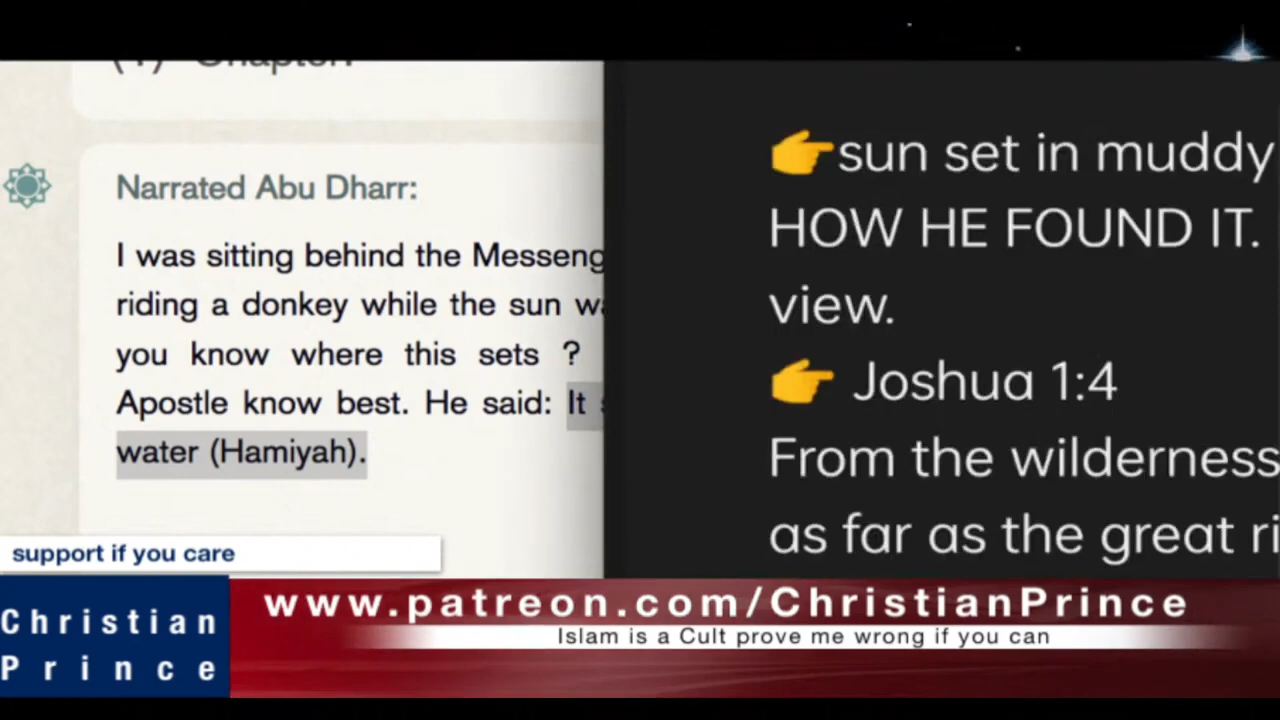 (1) Chapter:
Narrated Abu Dharr:
I was sitting behind the Messeng
riding a donkey while the sun wa
you know where this sets ?
Apostle know best. He said: It s
water (Hamiyah).
👉sun set in muddy
HOW HE FOUND IT.
view.
👉 Joshua 1:4
From the wilderness
as far as the great ri
support if you care
Christian
Prince
www.patreon.com/ChristianPrince
Islam is a Cult prove me wrong if you can